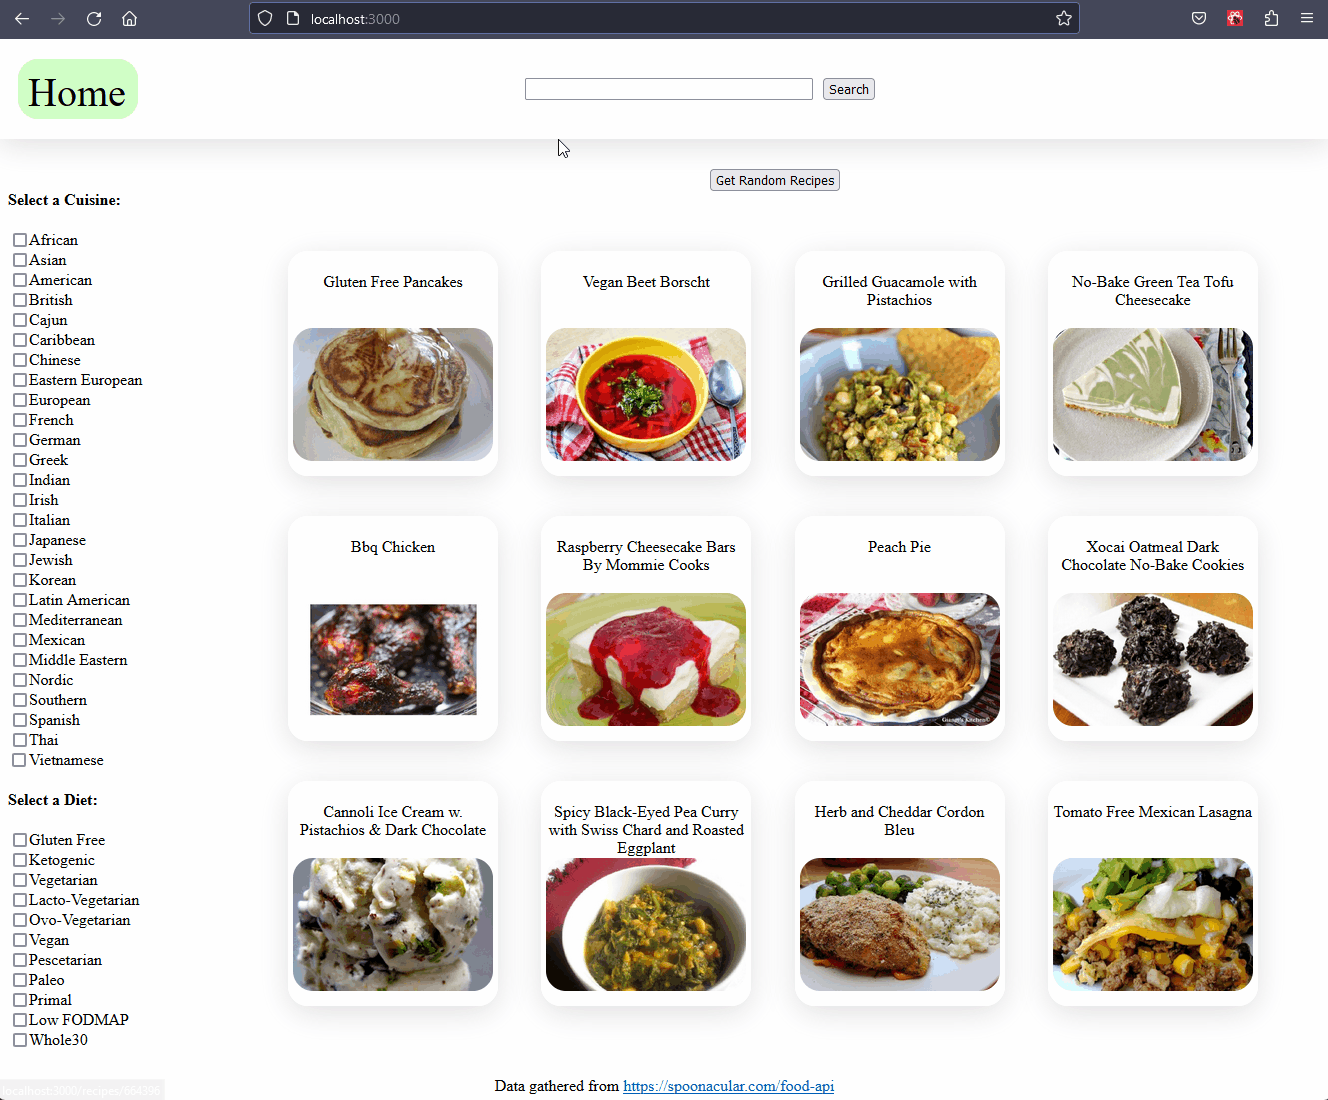 localhost:3000
Home
Search
Get Random Recipes
Select a Cuisine:
African
Asian
American
British
Cajun
Caribbean
Chinese
Eastern European
European
French
German
Greek
Indian
Irish
Italian
Japanese
Jewish
Korean
Latin American
Mediterranean
Mexican
Middle Eastern
Nordic
Southern
Spanish
Thai
Vietnamese
Select a Diet:
Gluten Free
Ketogenic
Vegetarian
Lacto-Vegetarian
Ovo-Vegetarian
Vegan
Pescetarian
Paleo
Primal
Low FODMAP
Whole30
Gluten Free Pancakes
Vegan Beet Borscht
Grilled Guacamole with
Pistachios
No-Bake Green Tea Tofu
Cheesecake
Bbq Chicken
Raspberry Cheesecake Bars
By Mommie Cooks
Peach Pie
Xocai Oatmeal Dark
Chocolate No-Bake Cookies
Cannoli Ice Cream w.
Pistachios & Dark Chocolate
Spicy Black-Eyed Pea Curry
with Swiss Chard and Roasted
Eggplant
Herb and Cheddar Cordon
Bleu
Tomato Free Mexican Lasagna
Data gathered from https://spoonacular.com/food-api
localhost:3000/recipes/664396